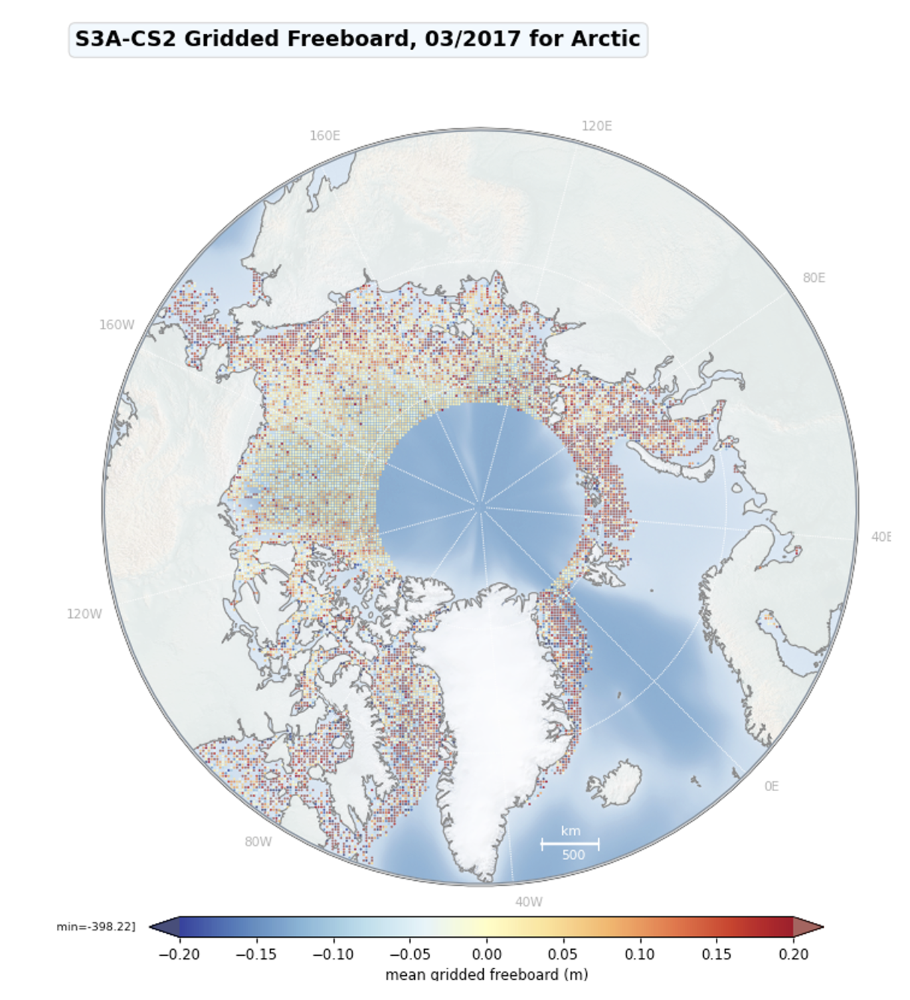 S3A-CS2 Gridded Freeboard, 03/2017 for Arctic
120E
160E
80E
160W
40E
120W
0E
80W
km
500
40W
min=-398.22]
−0.20 −0.15 −0.10 −0.05 0.00 0.05 0.10 0.15 0.20
mean gridded freeboard (m)